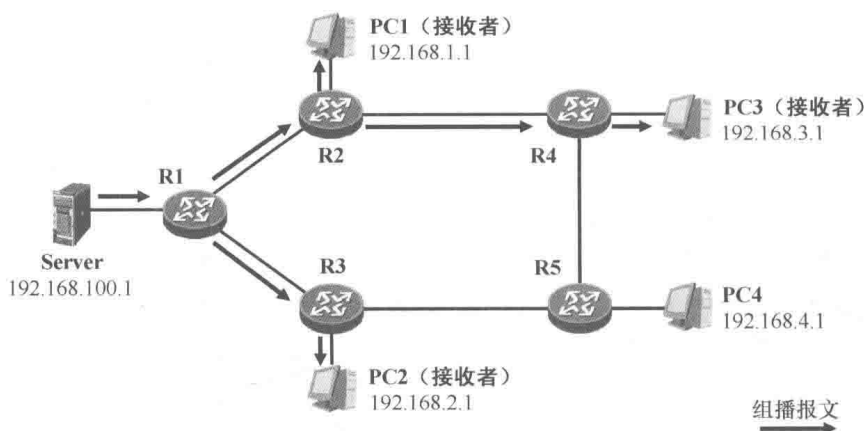 PC1（接收者）
192.168.1.1
R2
R4
PC3（接收者）
192.168.3.1
R1
Server
192.168.100.1
R3
R5
PC4
192.168.4.1
PC2（接收者）
192.168.2.1
组播报文